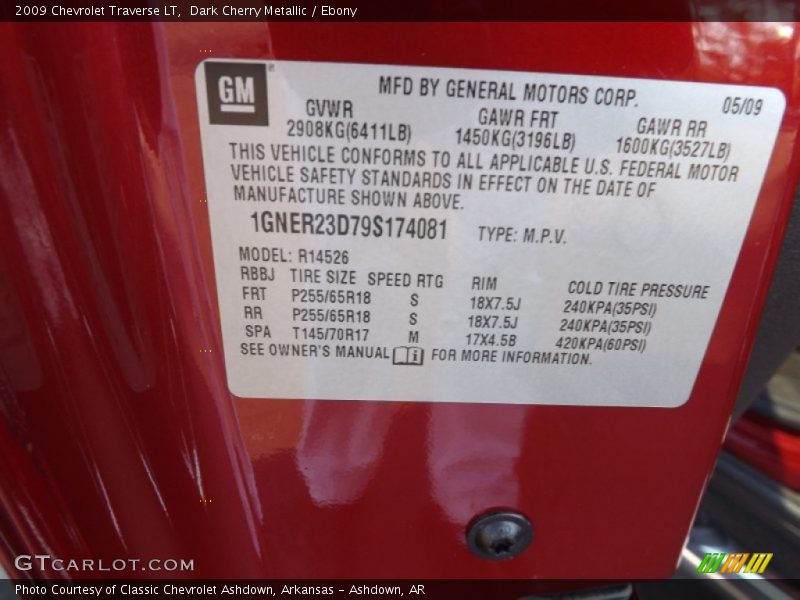 2009 Chevrolet Traverse LT, Dark Cherry Metallic / Ebony
GM
MFD BY GENERAL MOTORS CORP. 05/09
GVWR GAWR FRT GAWR RR
2908KG(6411LB) 1450KG(3196LB) 1600KG(3527LB)
THIS VEHICLE CONFORMS TO ALL APPLICABLE U.S. FEDERAL MOTOR
VEHICLE SAFETY STANDARDS IN EFFECT ON THE DATE OF
MANUFACTURE SHOWN ABOVE.
1GNER23D79S174081 TYPE: M.P.V.
MODEL: R14526
RBBJ TIRE SIZE SPEED RTG RIM COLD TIRE PRESSURE
FRT P255/65R18 S 18X7.5J 240KPA(35PSI)
RR P255/65R18 S 18X7.5J 240KPA(35PSI)
SPA T145/70R17 M 17X4.5B 420KPA(60PSI)
SEE OWNER'S MANUAL i FOR MORE INFORMATION.
GTCARLOT.COM
Photo Courtesy of Classic Chevrolet Ashdown, Arkansas - Ashdown, AR